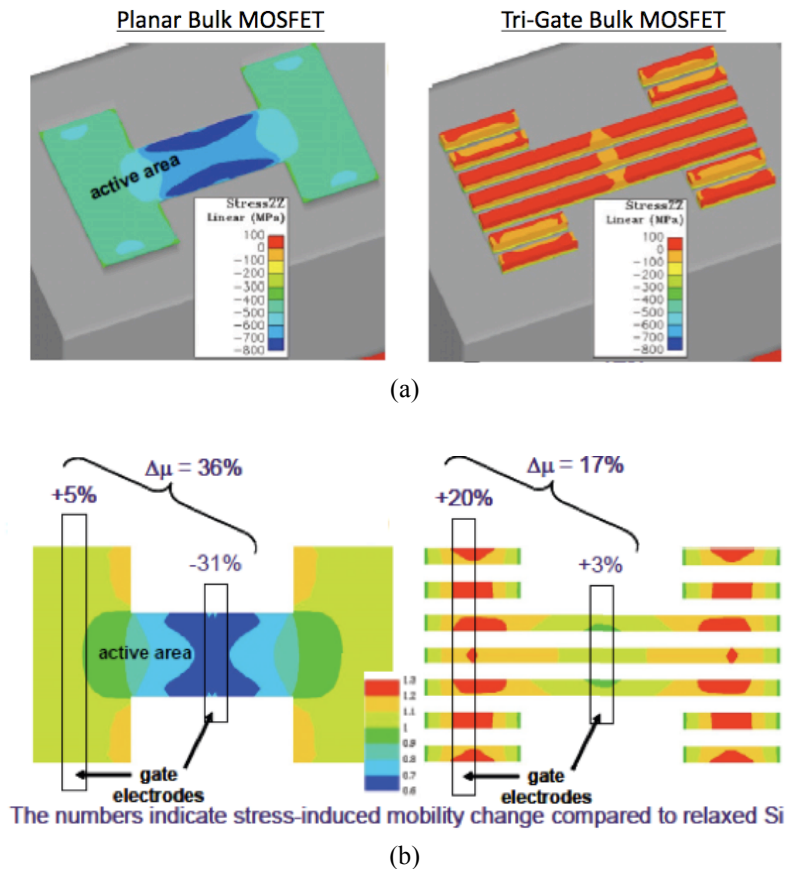 Planar Bulk MOSFET
Tri-Gate Bulk MOSFET
active area
StressZZ
Linear (MPa)
100
0
-100
-200
-300
-400
-500
-600
-700
-800
StressZZ
Linear (MPa)
100
0
-100
-200
-300
-400
-500
-600
-700
-800
(a)
Δμ = 36%
+5%
-31%
active area
gate
electrodes
Δμ = 17%
+20%
+3%
1.3
1.2
1.1
1
0.9
0.8
0.7
0.6
gate
electrodes
The numbers indicate stress-induced mobility change compared to relaxed Si
(b)